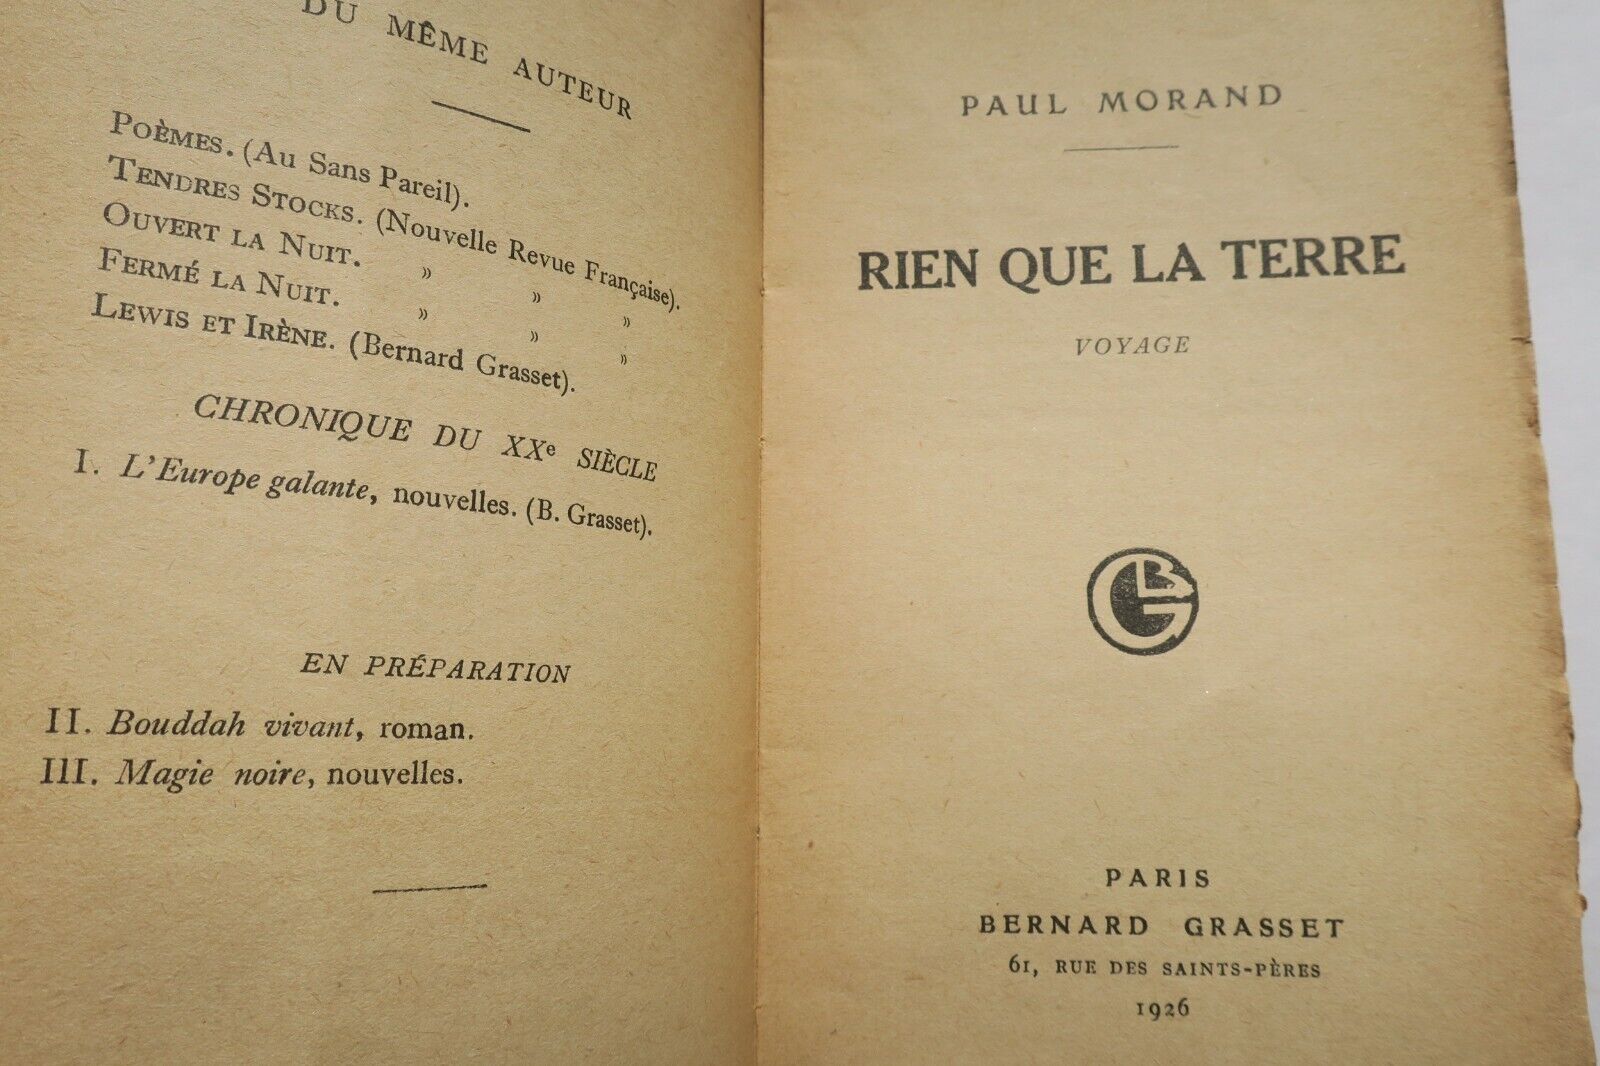 DU MÊME AUTEUR
POÈMES. (Au Sans Pareil).
TENDRES STOCKS. (Nouvelle Revue Française).
OUVERT LA NUIT. » » »
FERMÉ LA NUIT. » » »
LEWIS ET IRÈNE. (Bernard Grasset).
CHRONIQUE DU XXe SIÈCLE
I. L'Europe galante, nouvelles. (B. Grasset).
EN PRÉPARATION
II. Bouddah vivant, roman.
III. Magie noire, nouvelles.
PAUL MORAND
RIEN QUE LA TERRE
VOYAGE
BG
PARIS
BERNARD GRASSET
61, RUE DES SAINTS-PÈRES
1926